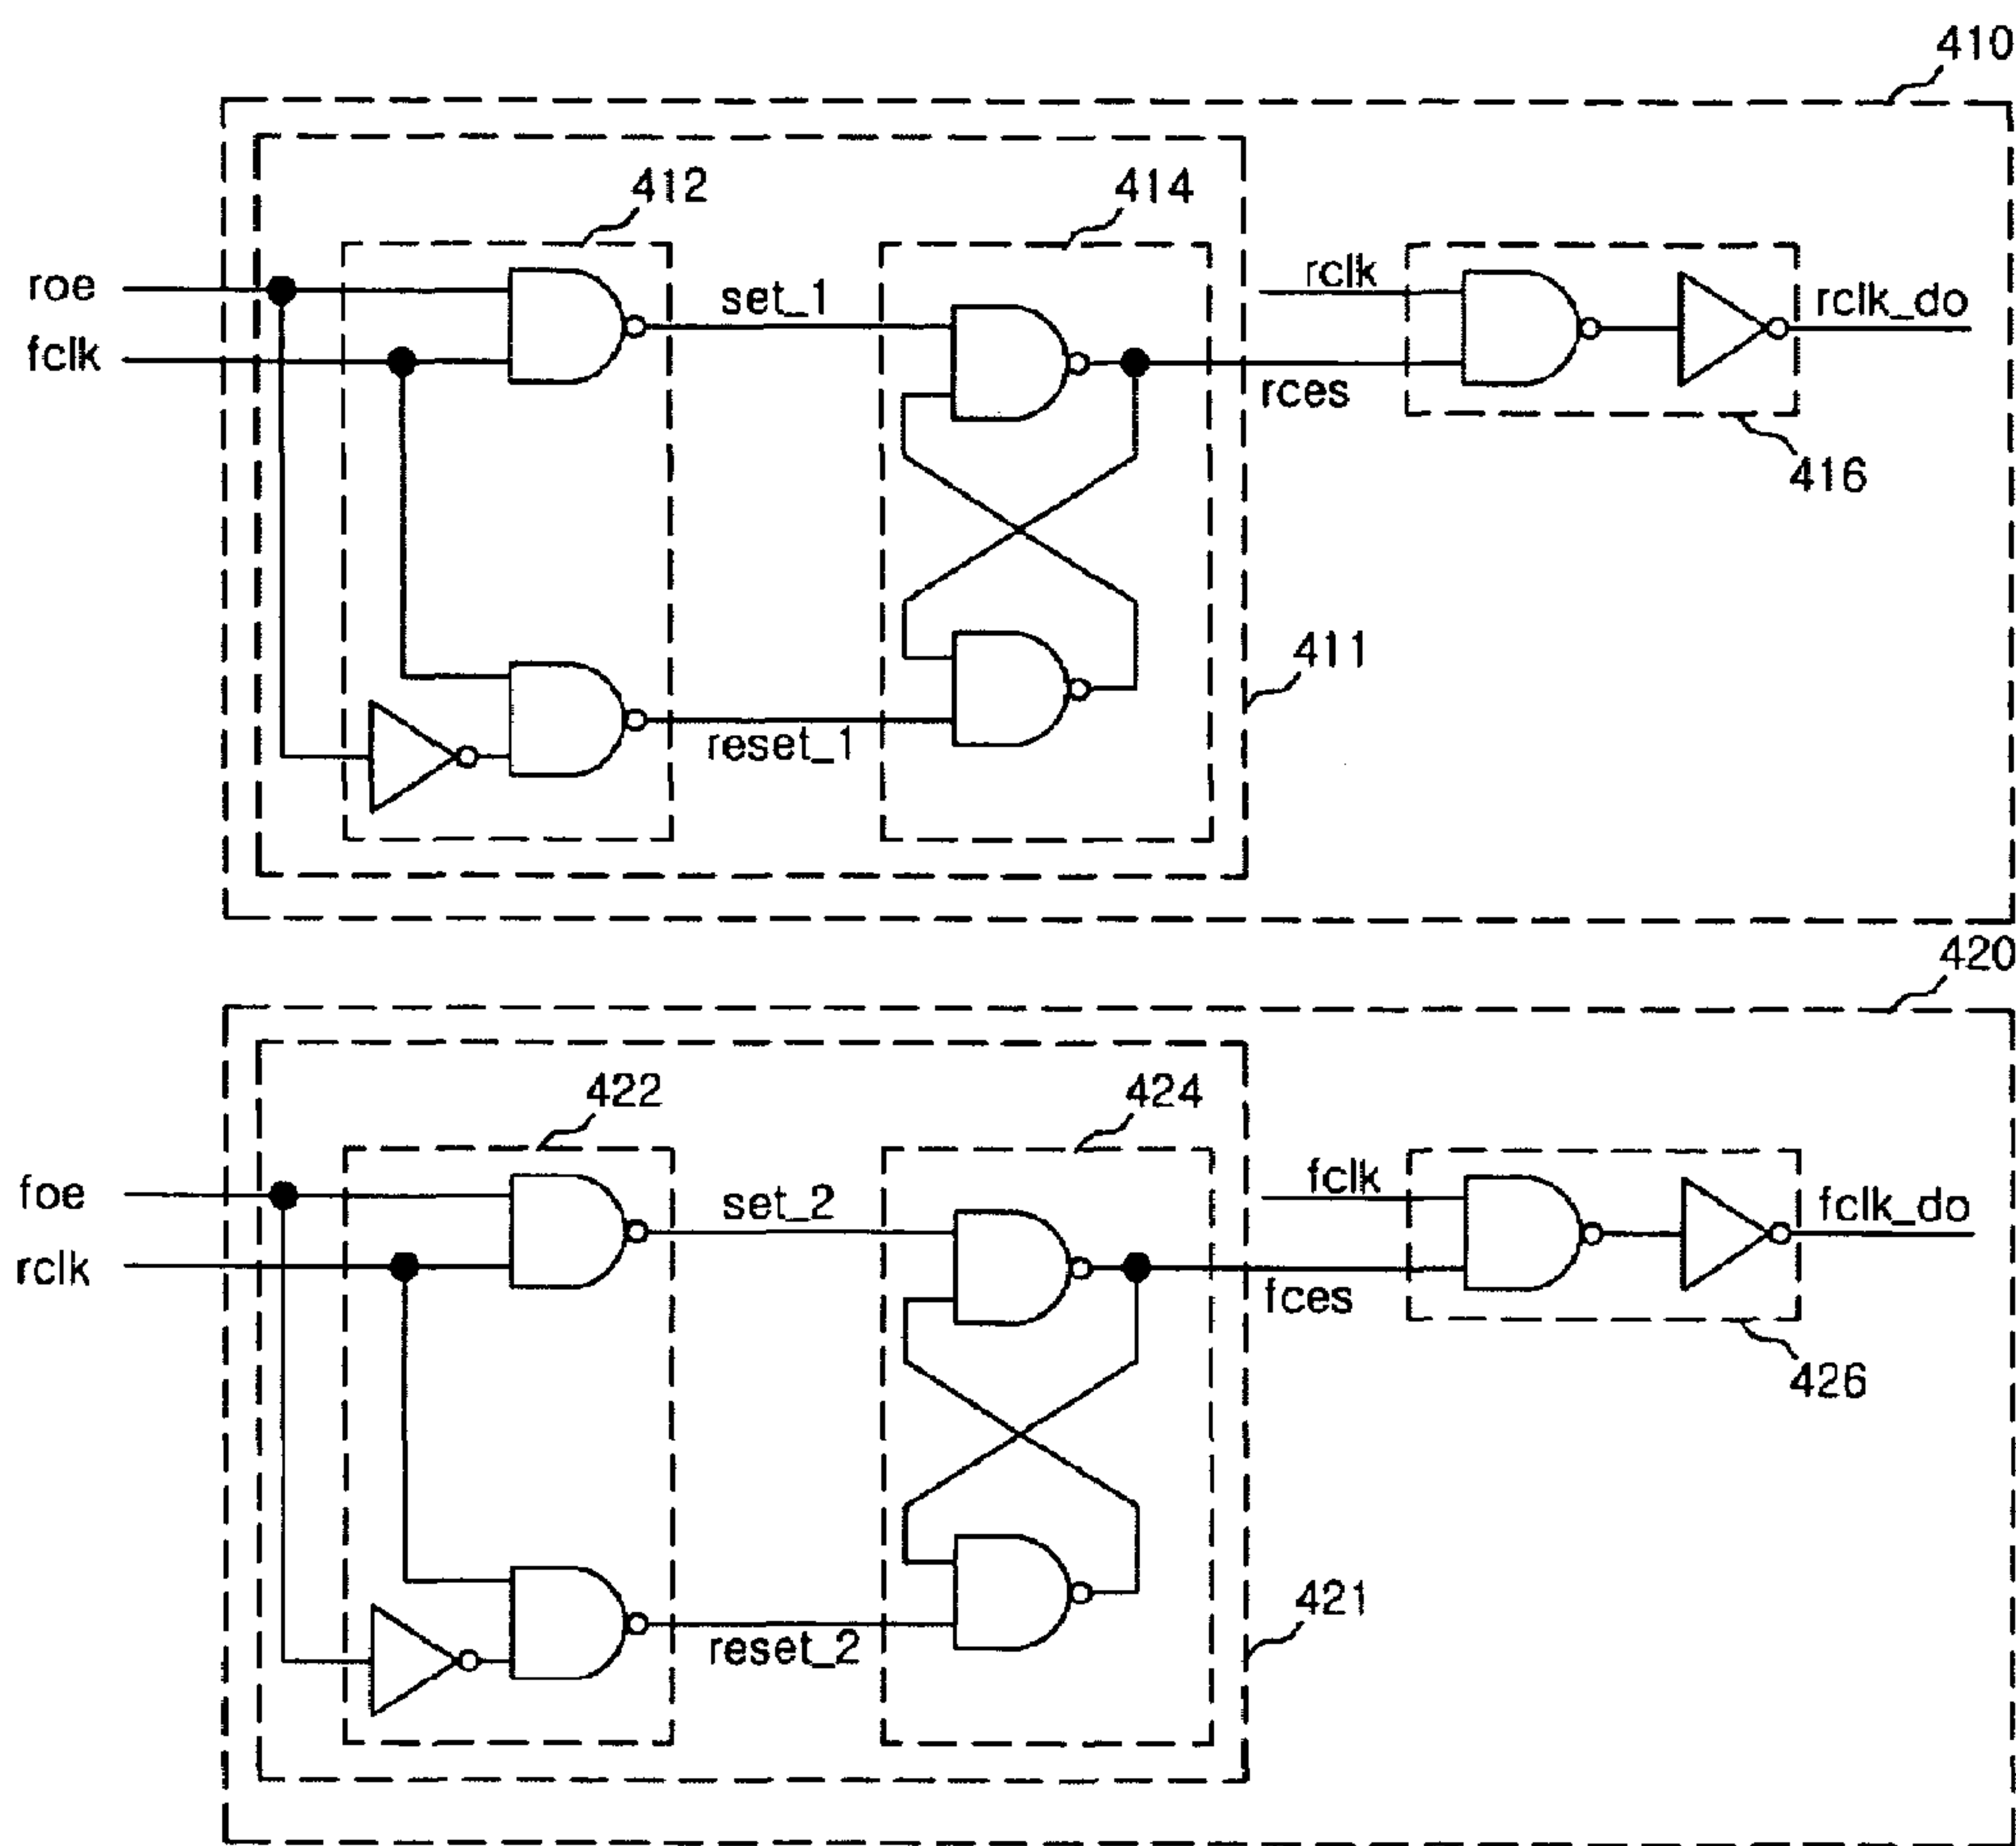 410
412
414
roe
set_1
rclk
rclk_do
fclk
rces
416
411
reset_1
420
422
424
foe
set_2
fclk
fclk_do
rclk
fces
426
421
reset_2